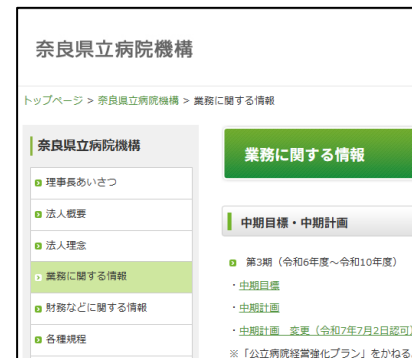 奈良県立病院機構
トップページ > 奈良県立病院機構 > 業務に関する情報
奈良県立病院機構
理事長あいさつ
法人概要
法人理念
業務に関する情報
財務などに関する情報
各種規程
業務に関する情報
中期目標・中期計画
第3期（令和6年度～令和10年度）
・中期目標
・中期計画
・中期計画　変更（令和7年7月2日認可）
※「公立病院経営強化プラン」をかねる